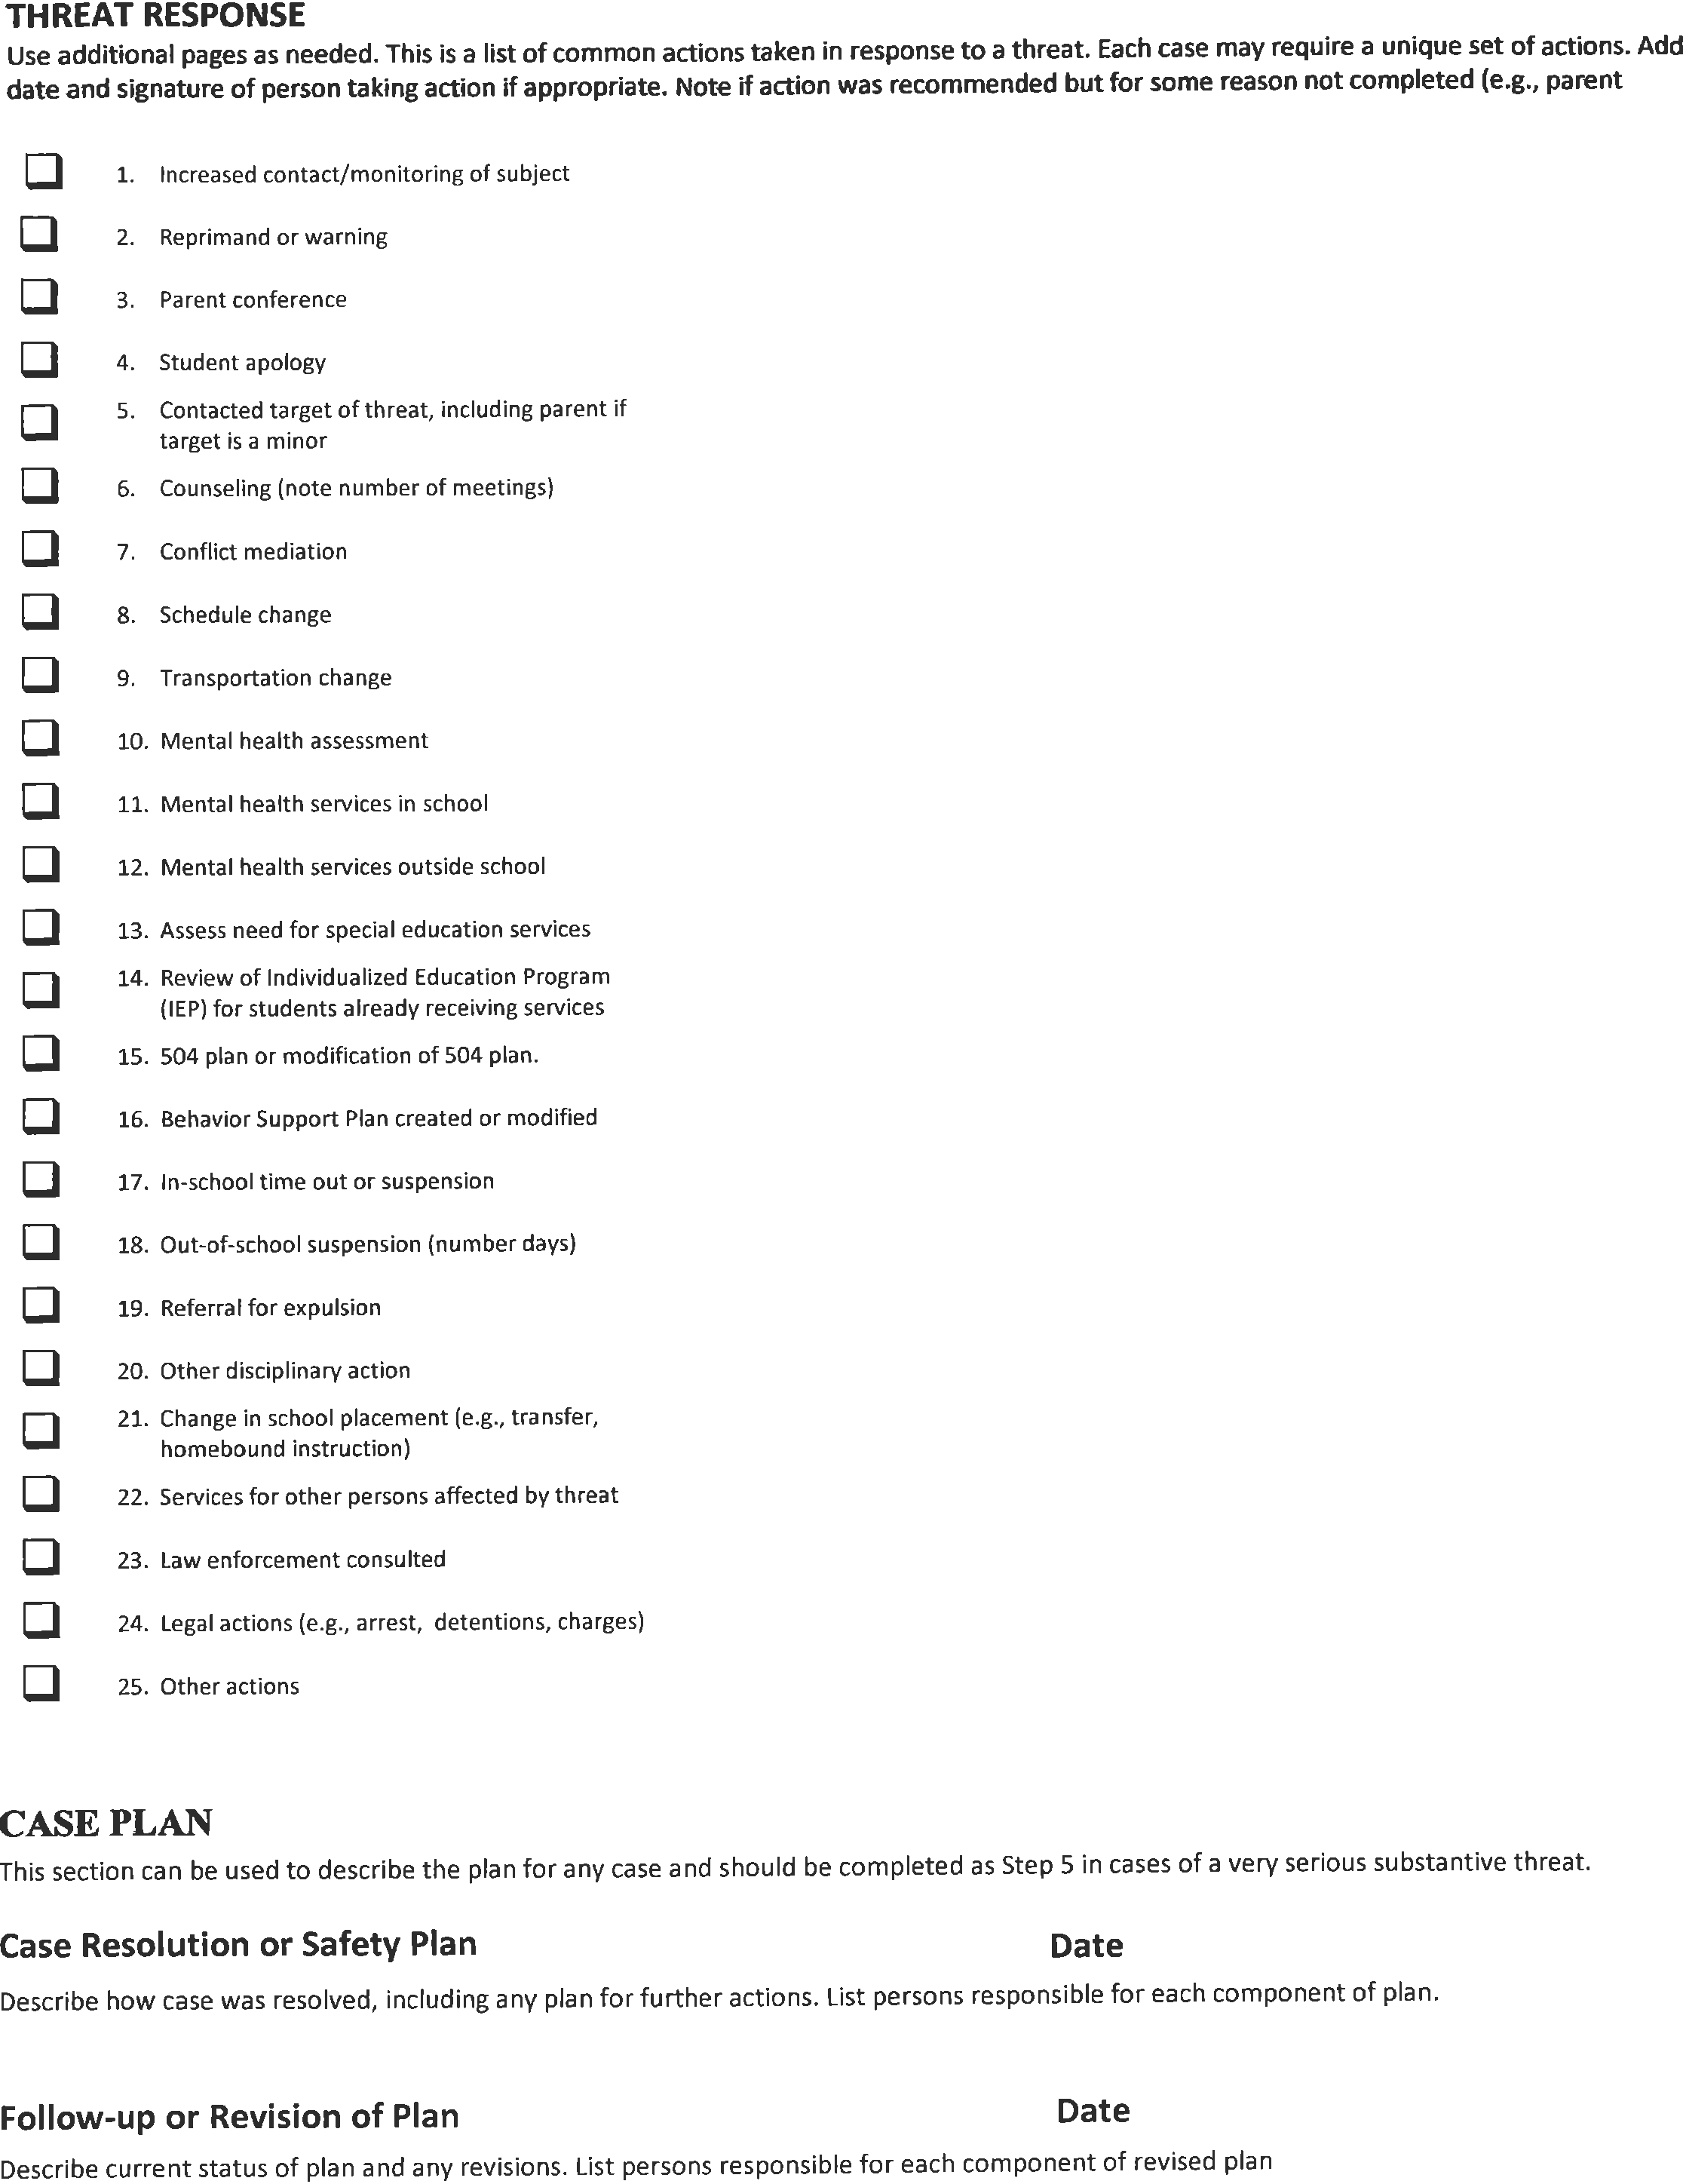 THREAT RESPONSE
Use additional pages as needed. This is a list of common actions taken in response to a threat. Each case may require a unique set of actions. Add
date and signature of person taking action if appropriate. Note if action was recommended but for some reason not completed (e.g., parent
1. Increased contact/monitoring of subject
2. Reprimand or warning
3. Parent conference
4. Student apology
5. Contacted target of threat, including parent if
target is a minor
6. Counseling (note number of meetings)
7. Conflict mediation
8. Schedule change
9. Transportation change
10. Mental health assessment
11. Mental health services in school
12. Mental health services outside school
13. Assess need for special education services
14. Review of Individualized Education Program
(IEP) for students already receiving services
15. 504 plan or modification of 504 plan.
16. Behavior Support Plan created or modified
17. In-school time out or suspension
18. Out-of-school suspension (number days)
19. Referral for expulsion
20. Other disciplinary action
21. Change in school placement (e.g., transfer,
homebound instruction)
22. Services for other persons affected by threat
23. Law enforcement consulted
24. Legal actions (e.g., arrest, detentions, charges)
25. Other actions
CASE PLAN
This section can be used to describe the plan for any case and should be completed as Step 5 in cases of a very serious substantive threat.
Case Resolution or Safety Plan Date
Describe how case was resolved, including any plan for further actions. List persons responsible for each component of plan.
Follow-up or Revision of Plan Date
Describe current status of plan and any revisions. List persons responsible for each component of revised plan